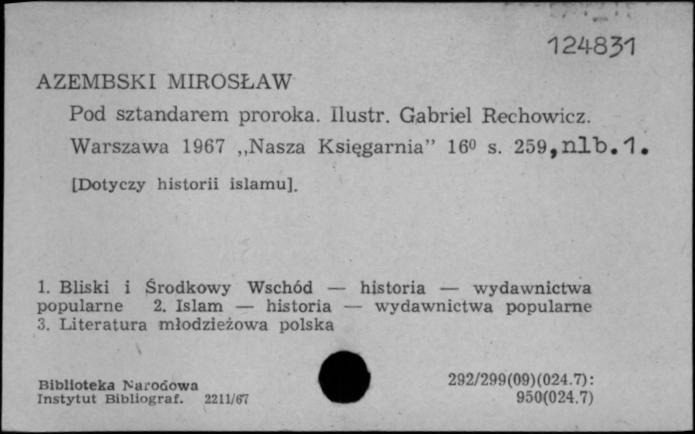 124831
AZEMBSKI MIROSŁAW
Pod sztandarem proroka. Ilustr. Gabriel Rechowicz.
Warszawa 1967 „Nasza Księgarnia” 16⁰ s. 259, nlb. 1.
[Dotyczy historii islamu].
1. Bliski i Środkowy Wschód — historia — wydawnictwa
popularne 2. Islam — historia — wydawnictwa popularne
3. Literatura młodzieżowa polska
Biblioteka Narodowa
Instytut Bibliograf. 2211/67
292/299(09)(024.7):
950(024.7)